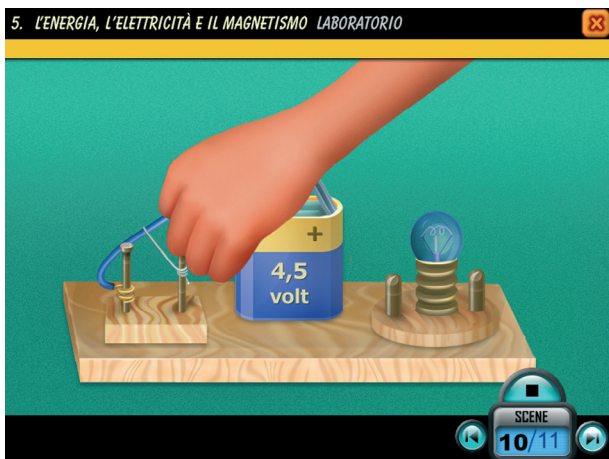 5. L'ENERGIA, L'ELETTRICITÀ E IL MAGNETISMO LABORATORIO
+
4,5
volt
SCENE
10/11